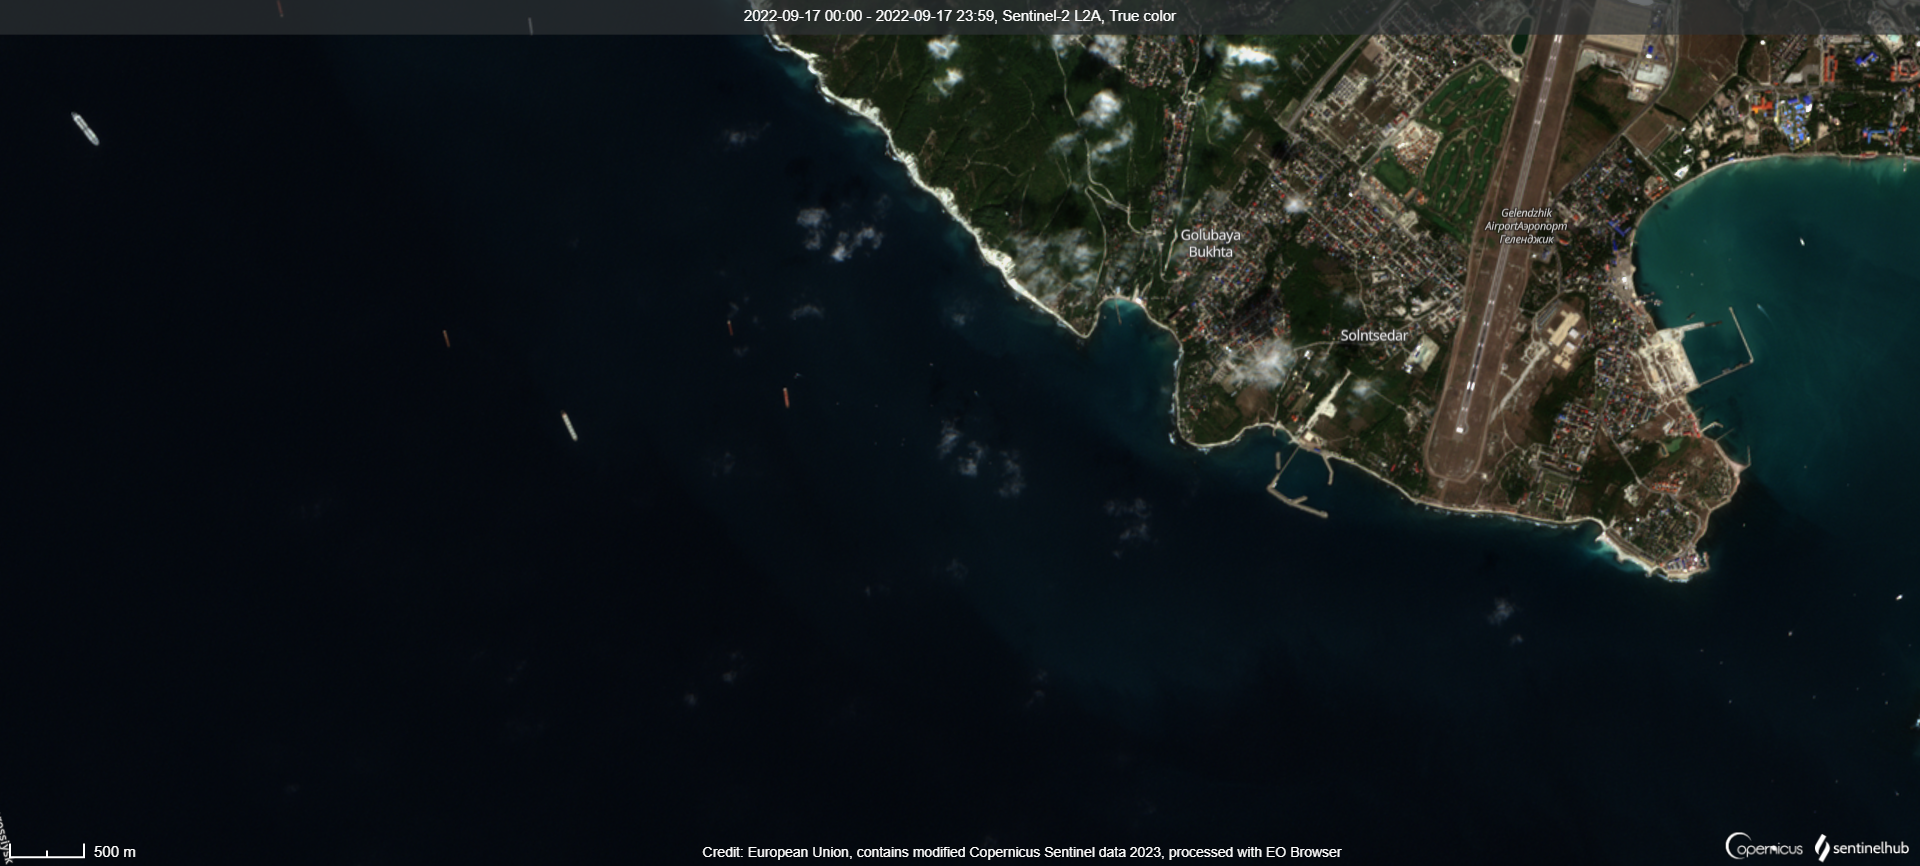 2022-09-17 00:00 - 2022-09-17 23:59, Sentinel-2 L2A, True color
Gelendzhik
AirportАэропорт
Геленджик
Golubaya
Bukhta
Solntsedar
500 m
Credit: European Union, contains modified Copernicus Sentinel data 2023, processed with EO Browser
opernicus
sentinelhub